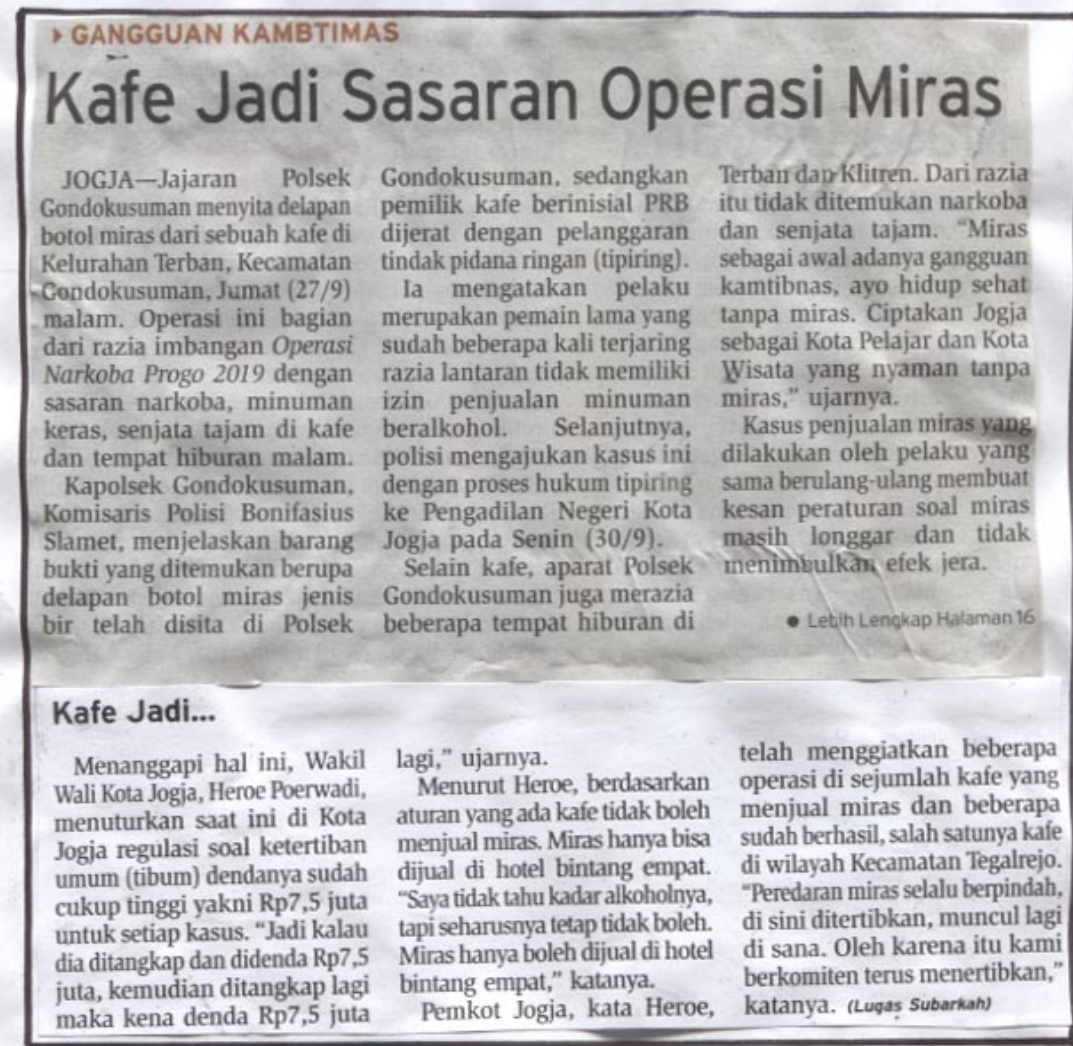 GANGGUAN KAMBTIMAS
Kafe Jadi Sasaran Operasi Miras
JOGJA—Jajaran Polsek
Gondokusuman menyita delapan
botol miras dari sebuah kafe di
Kelurahan Terban, Kecamatan
Gondokusuman, Jumat (27/9)
malam. Operasi ini bagian
dari razia imbangan Operasi
Narkoba Progo 2019 dengan
sasaran narkoba, minuman
keras, senjata tajam di kafe
dan tempat hiburan malam.
Kapolsek Gondokusuman,
Komisaris Polisi Bonifasius
Slamet, menjelaskan barang
bukti yang ditemukan berupa
delapan botol miras jenis
bir telah disita di Polsek
Gondokusuman, sedangkan
pemilik kafe berinisial PRB
dijerat dengan pelanggaran
tindak pidana ringan (tipiring).
Ia mengatakan pelaku
merupakan pemain lama yang
sudah beberapa kali terjaring
razia lantaran tidak memiliki
izin penjualan minuman
beralkohol. Selanjutnya,
polisi mengajukan kasus ini
dengan proses hukum tipiring
ke Pengadilan Negeri Kota
Jogja pada Senin (30/9).
Selain kafe, aparat Polsek
Gondokusuman juga merazia
beberapa tempat hiburan di
Terban dan Klitren. Dari razia
itu tidak ditemukan narkoba
dan senjata tajam. “Miras
sebagai awal adanya gangguan
kamtibnas, ayo hidup sehat
tanpa miras. Ciptakan Jogja
sebagai Kota Pelajar dan Kota
Wisata yang nyaman tanpa
miras,” ujarnya.
Kasus penjualan miras yang
dilakukan oleh pelaku yang
sama berulang-ulang membuat
kesan peraturan soal miras
masih longgar dan tidak
menimbulkan efek jera.
● Lebih Lengkap Halaman 16
Kafe Jadi...
Menanggapi hal ini, Wakil
Wali Kota Jogja, Heroe Poerwadi,
menuturkan saat ini di Kota
Jogja regulasi soal ketertiban
umum (tibum) dendanya sudah
cukup tinggi yakni Rp7,5 juta
untuk setiap kasus. “Jadi kalau
dia ditangkap dan didenda Rp7,5
juta, kemudian ditangkap lagi
maka kena denda Rp7,5 juta
lagi,” ujarnya.
Menurut Heroe, berdasarkan
aturan yang ada kafe tidak boleh
menjual miras. Miras hanya bisa
dijual di hotel bintang empat.
“Saya tidak tahu kadar alkoholnya,
tapi seharusnya tetap tidak boleh.
Miras hanya boleh dijual di hotel
bintang empat,” katanya.
Pemkot Jogja, kata Heroe,
telah menggiatkan beberapa
operasi di sejumlah kafe yang
menjual miras dan beberapa
sudah berhasil, salah satunya kafe
di wilayah Kecamatan Tegalrejo.
“Peredaran miras selalu berpindah,
di sini ditertibkan, muncul lagi
di sana. Oleh karena itu kami
berkomiten terus menertibkan,”
katanya. (Lugas Subarkah)